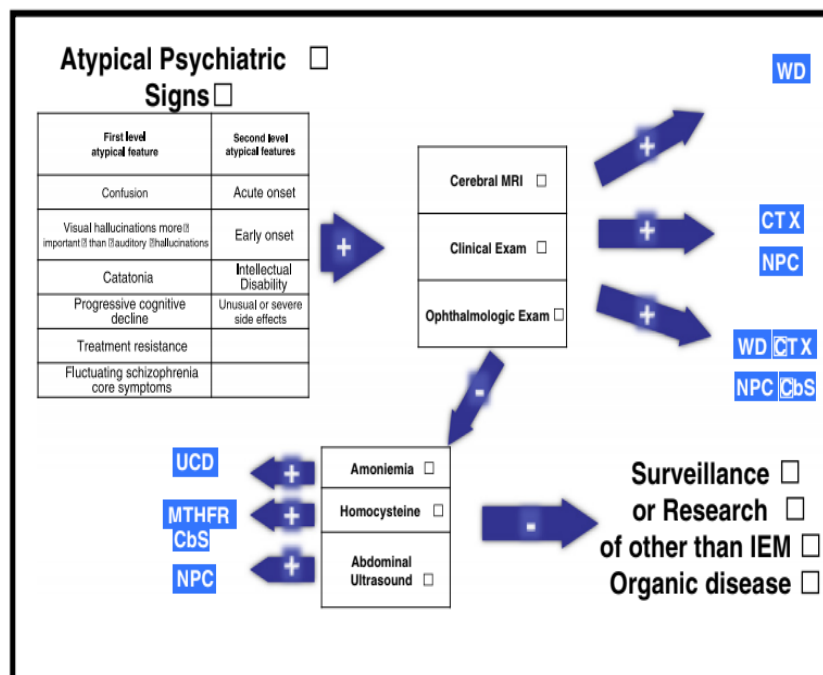 Atypical Psychiatric
Signs
First level
atypical feature
Second level
atypical features
Confusion
Acute onset
Visual hallucinations more
important than auditory hallucinations
Early onset
Catatonia
Intellectual
Disability
Progressive cognitive
decline
Unusual or severe
side effects
Treatment resistance
Fluctuating schizophrenia
core symptoms
+
Cerebral MRI
Clinical Exam
Ophthalmologic Exam
+
WD
+
CTX
NPC
+
WD CTX
NPC CbS
-
Amoniemia
Homocysteine
Abdominal
Ultrasound
+
UCD
+
MTHFR
CbS
+
NPC
-
Surveillance
or Research
of other than IEM
Organic disease